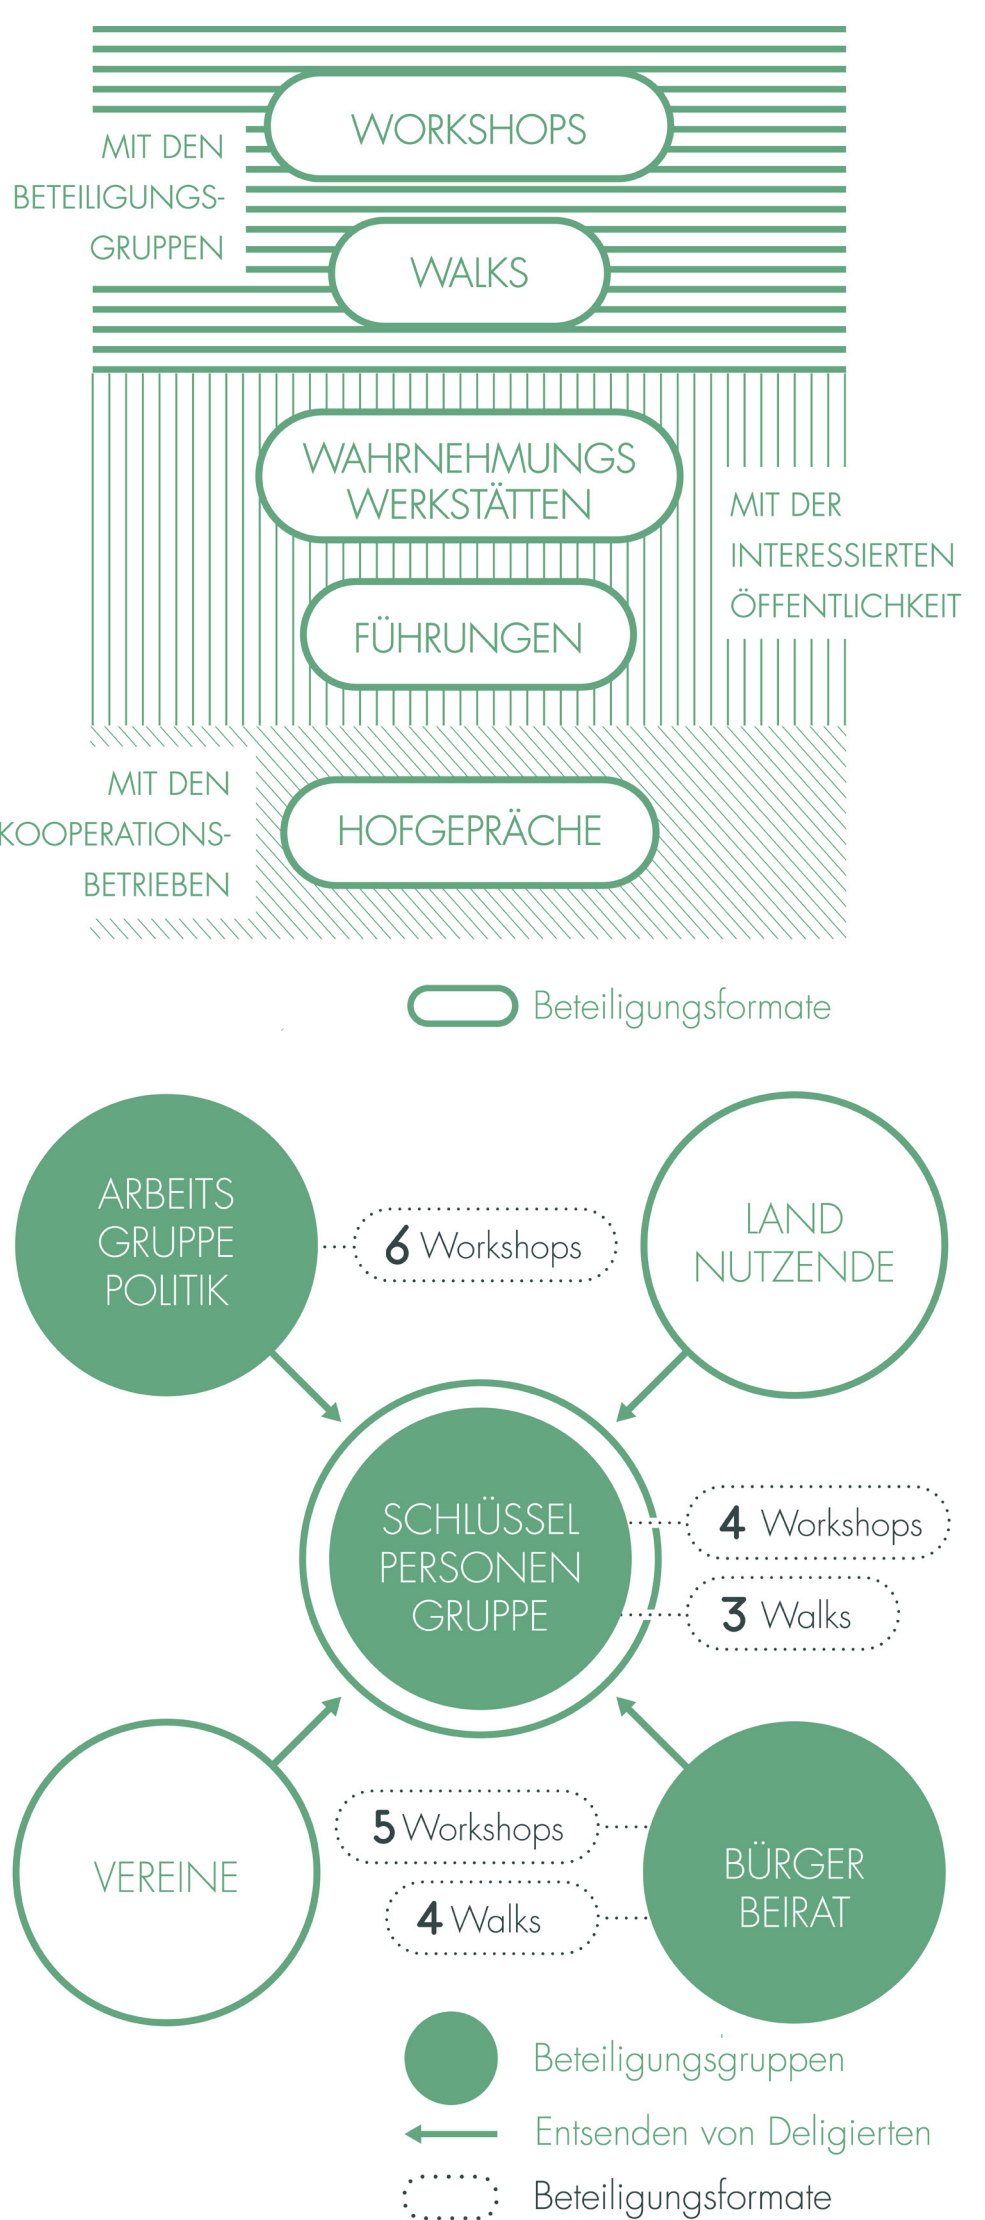 WORKSHOPS
MIT DEN
BETEILIGUNGS-
GRUPPEN
WALKS
WAHRNEHMUNGS
WERKSTÄTTEN
MIT DER
INTERESSIERTEN
ÖFFENTLICHKEIT
FÜHRUNGEN
MIT DEN
KOOPERATIONS-
BETRIEBEN
HOFGEPRÄCHE
Beteiligungsformate
ARBEITS
GRUPPE
POLITIK
6 Workshops
LAND
NUTZENDE
SCHLÜSSEL
PERSONEN
GRUPPE
4 Workshops
3 Walks
VEREINE
5 Workshops
4 Walks
BÜRGER
BEIRAT
Beteiligungsgruppen
Entsenden von Deligierten
Beteiligungsformate